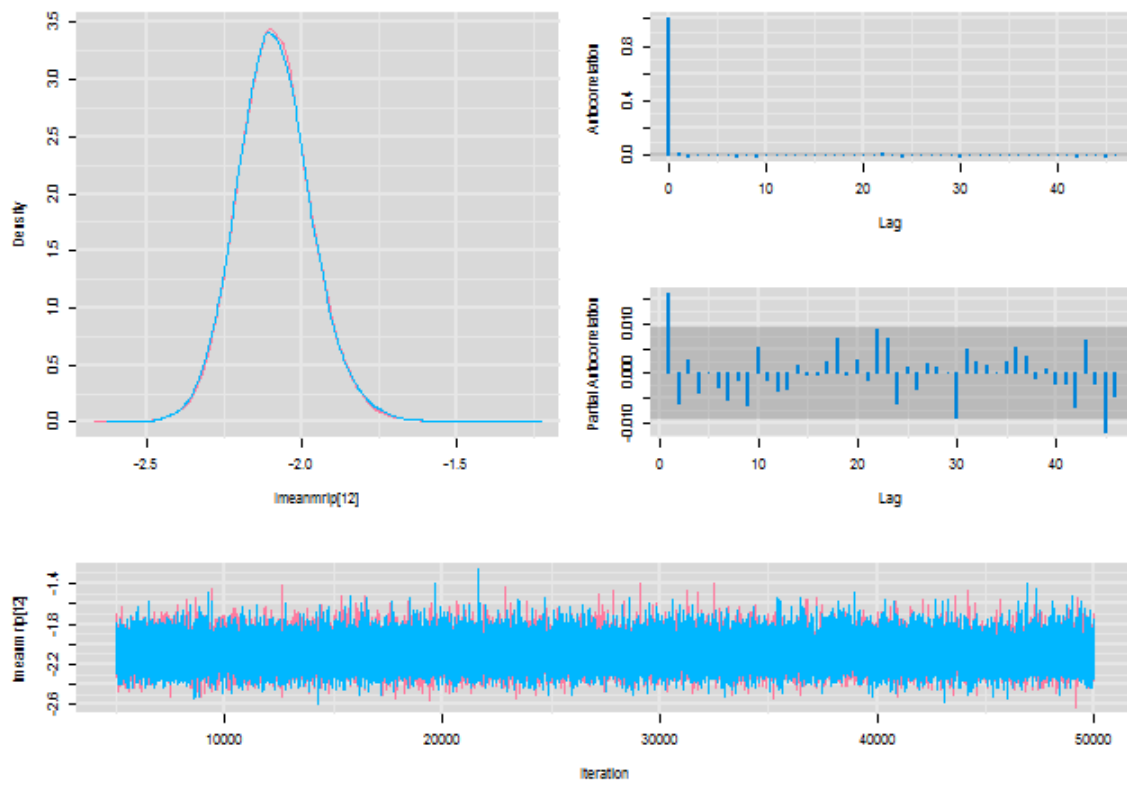 3.5
3.0
2.5
2.0
1.5
1.0
0.5
0.0
Density
-2.5 -2.0 -1.5
lmeanmrip[12]
0.8
0.4
0.0
Autocorrelation
0 10 20 30 40
Lag
0.010
0.000
-0.010
Partial Autocorrelation
0 10 20 30 40
Lag
-1.4
-1.8
-2.2
-2.6
lmeanmrip[12]
10000 20000 30000 40000 50000
Iteration